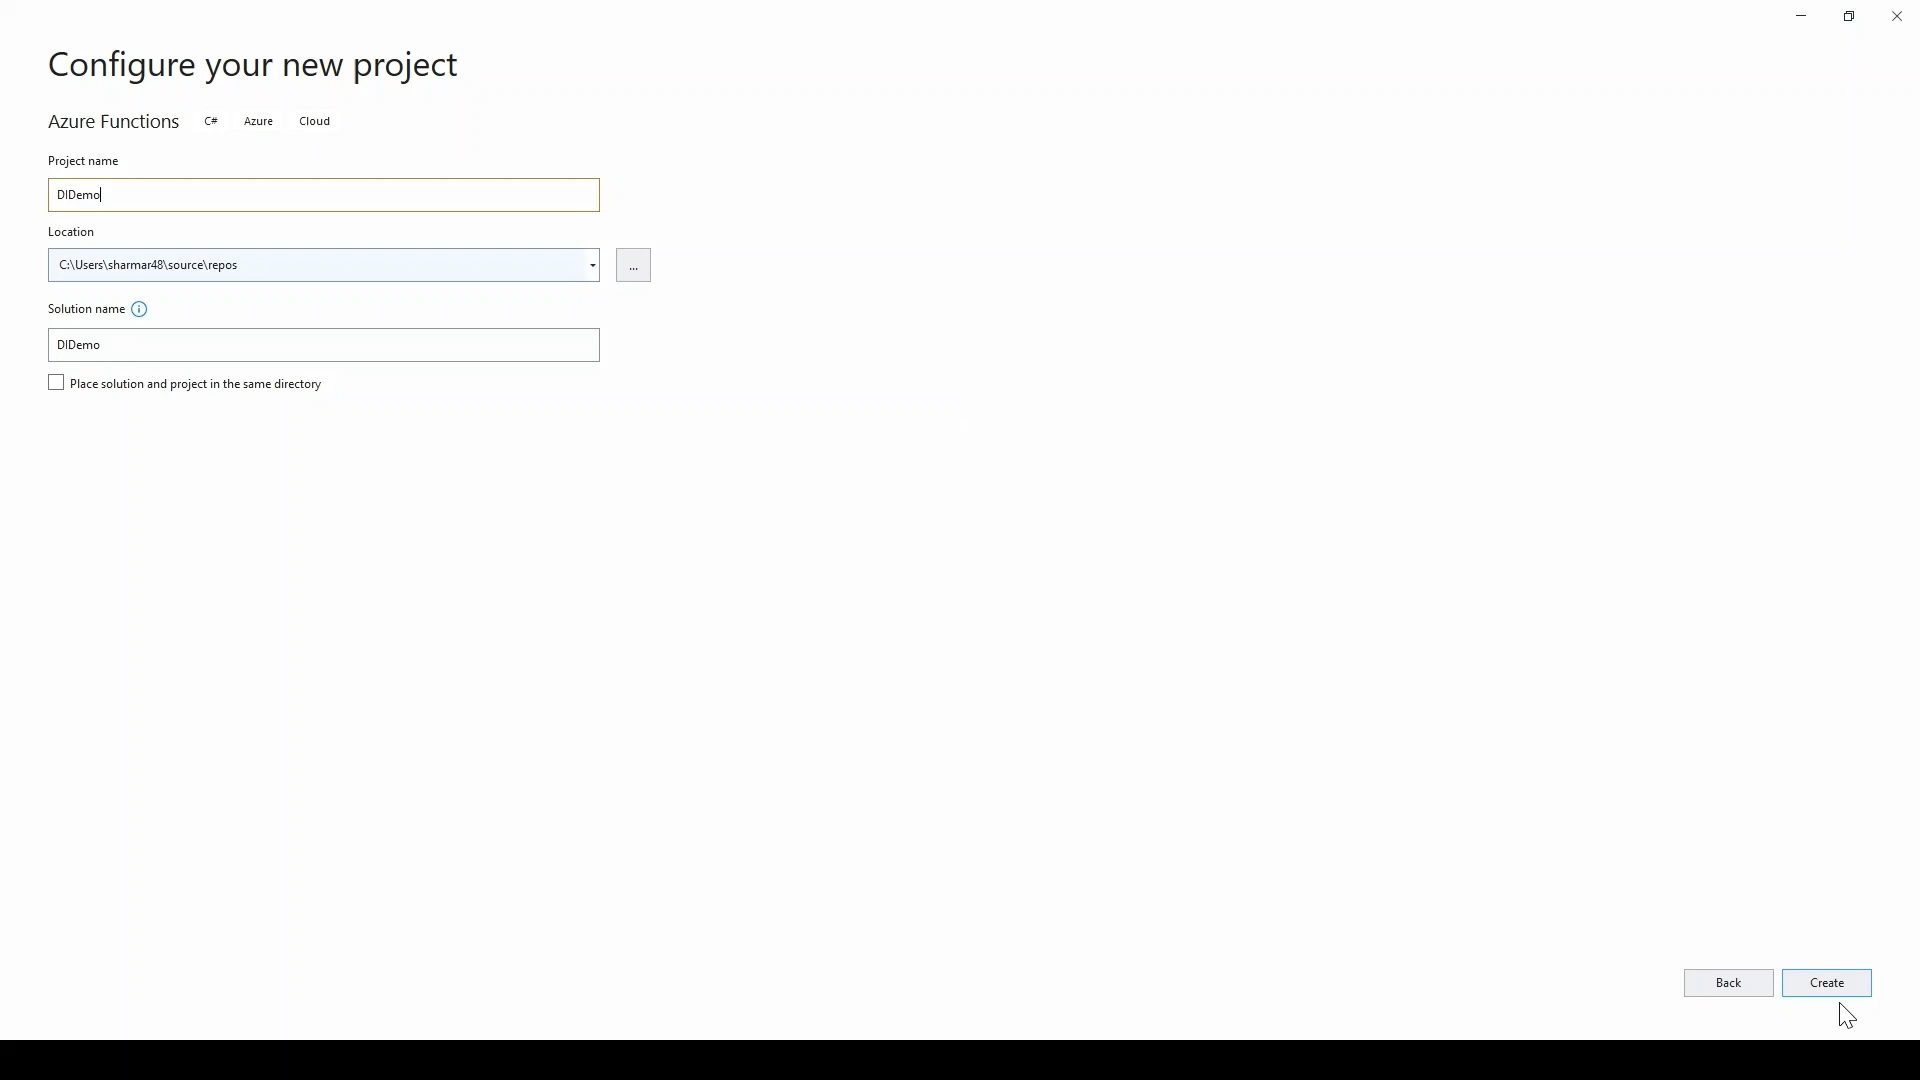 Configure your new project
Azure Functions C# Azure Cloud
Project name
DIDemo
Location
C:\Users\sharmar48\source\repos
...
Solution name
DIDemo
Place solution and project in the same directory
Back Create